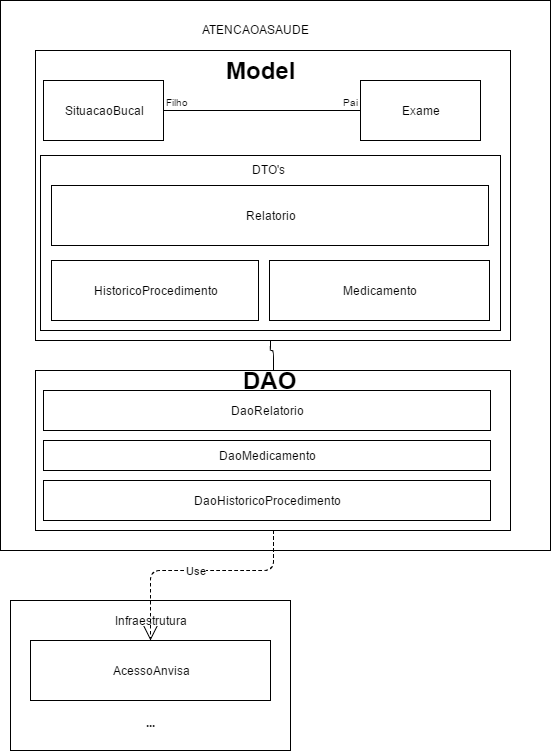 ATENCAOASAUDE
Model
SituacaoBucal
Filho
Pai
Exame
DTO's
Relatorio
HistoricoProcedimento
Medicamento
DAO
DaoRelatorio
DaoMedicamento
DaoHistoricoProcedimento
Use
Infraestrutura
AcessoAnvisa
...